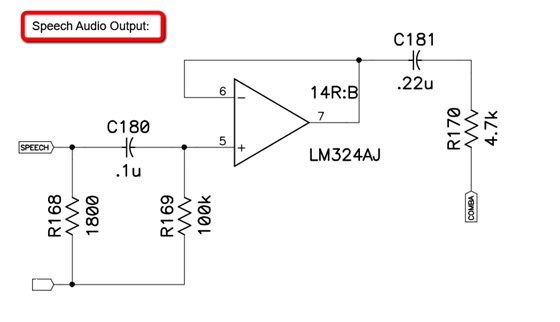 Speech Audio Output:
C181
.22u
6
14R:B
7
R170
4.7k
C180
5
SPEECH
.1u
LM324AJ
R168
1800
R169
100k
COMBA